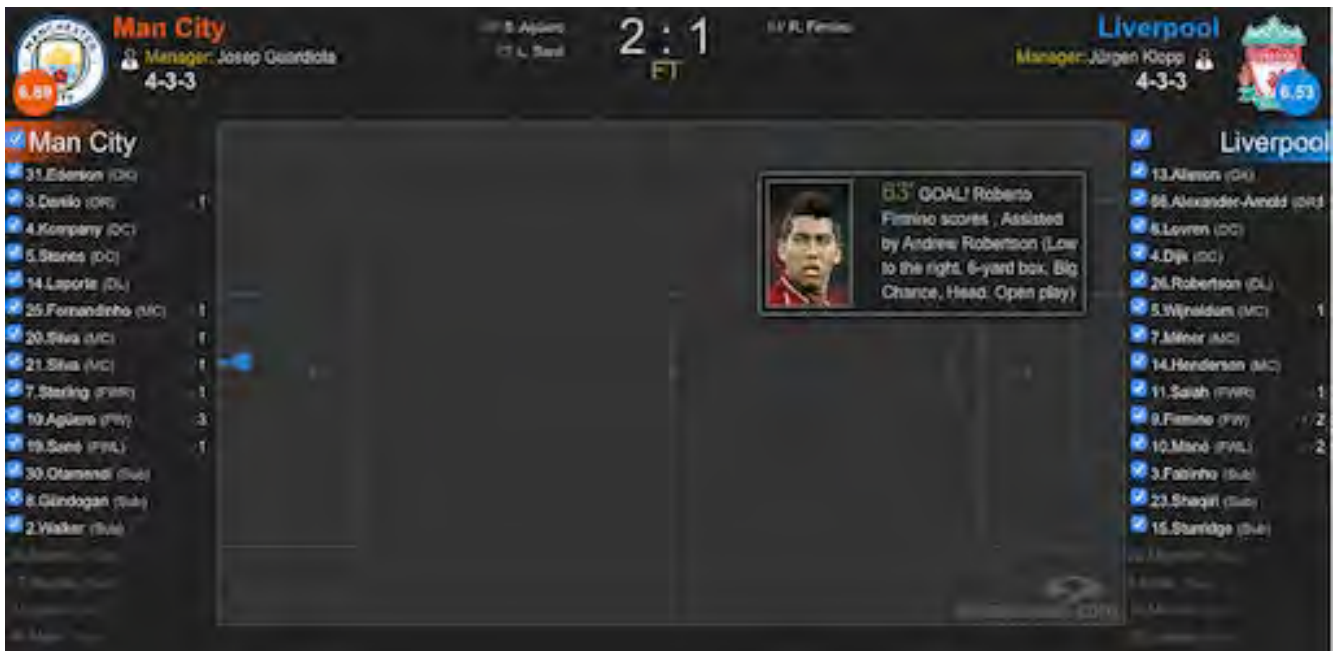 Man City
Manager: Josep Guardiola
4-3-3
6.89
S. Agüero
L. Sané
2 : 1
FT
R. Firmino
Liverpool
Manager: Jürgen Klopp
4-3-3
6.53
Man City
31.Ederson (GK)
3.Danilo (DR) 1
4.Kompany (DC)
5.Stones (DC)
14.Laporte (DL)
25.Fernandinho (MC) 1
20.Silva (MC) 1
21.Silva (MC) 1
7.Sterling (FWR) 1
10.Agüero (FW) 3
19.Sané (FWL) 1
30.Otamendi (Sub)
8.Gündogan (Sub)
2.Walker (Sub)
63' GOAL! Roberto
Firmino scores , Assisted
by Andrew Robertson (Low
to the right, 6-yard box, Big
Chance, Head. Open play)
Liverpool
13.Alisson (GK)
66.Alexander-Arnold (DR)
6.Lovren (DC)
4.Dijk (DC)
26.Robertson (DL)
5.Wijnaldum (MC) 1
7.Milner (MC)
14.Henderson (MC)
11.Salah (FWR) 1
9.Firmino (FW) 2
10.Mané (FWL) 2
3.Fabinho (Sub)
23.Shaqiri (Sub)
15.Sturridge (Sub)